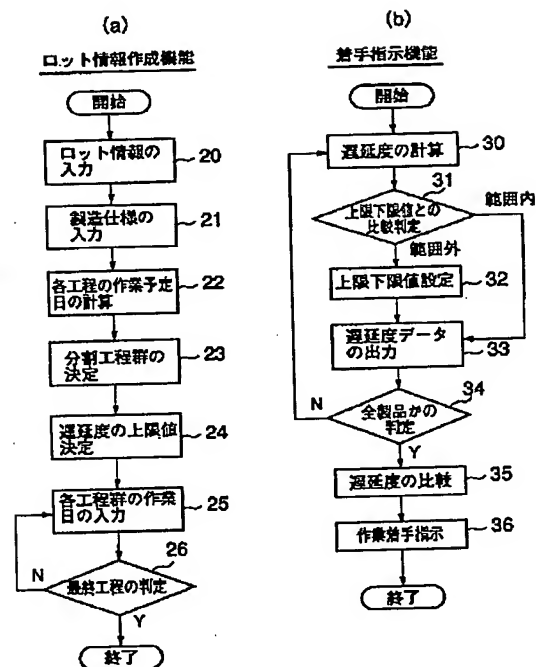 (a)
ロット情報作成機能
開始
ロット情報の
入力
20
製造仕様の
入力
21
各工程の作業予定
日の計算
22
分割工程群の
決定
23
遅延度の上限値
決定
24
各工程群の作業
日の入力
25
26
最終工程の判定
N
Y
終了
(b)
着手指示機能
開始
遅延度の計算
30
31
上限下限値との
比較判定
範囲内
範囲外
上限下限値設定
32
遅延度データ
の出力
33
34
全製品かの
判定
N
Y
遅延度の比較
35
作業着手指示
36
終了